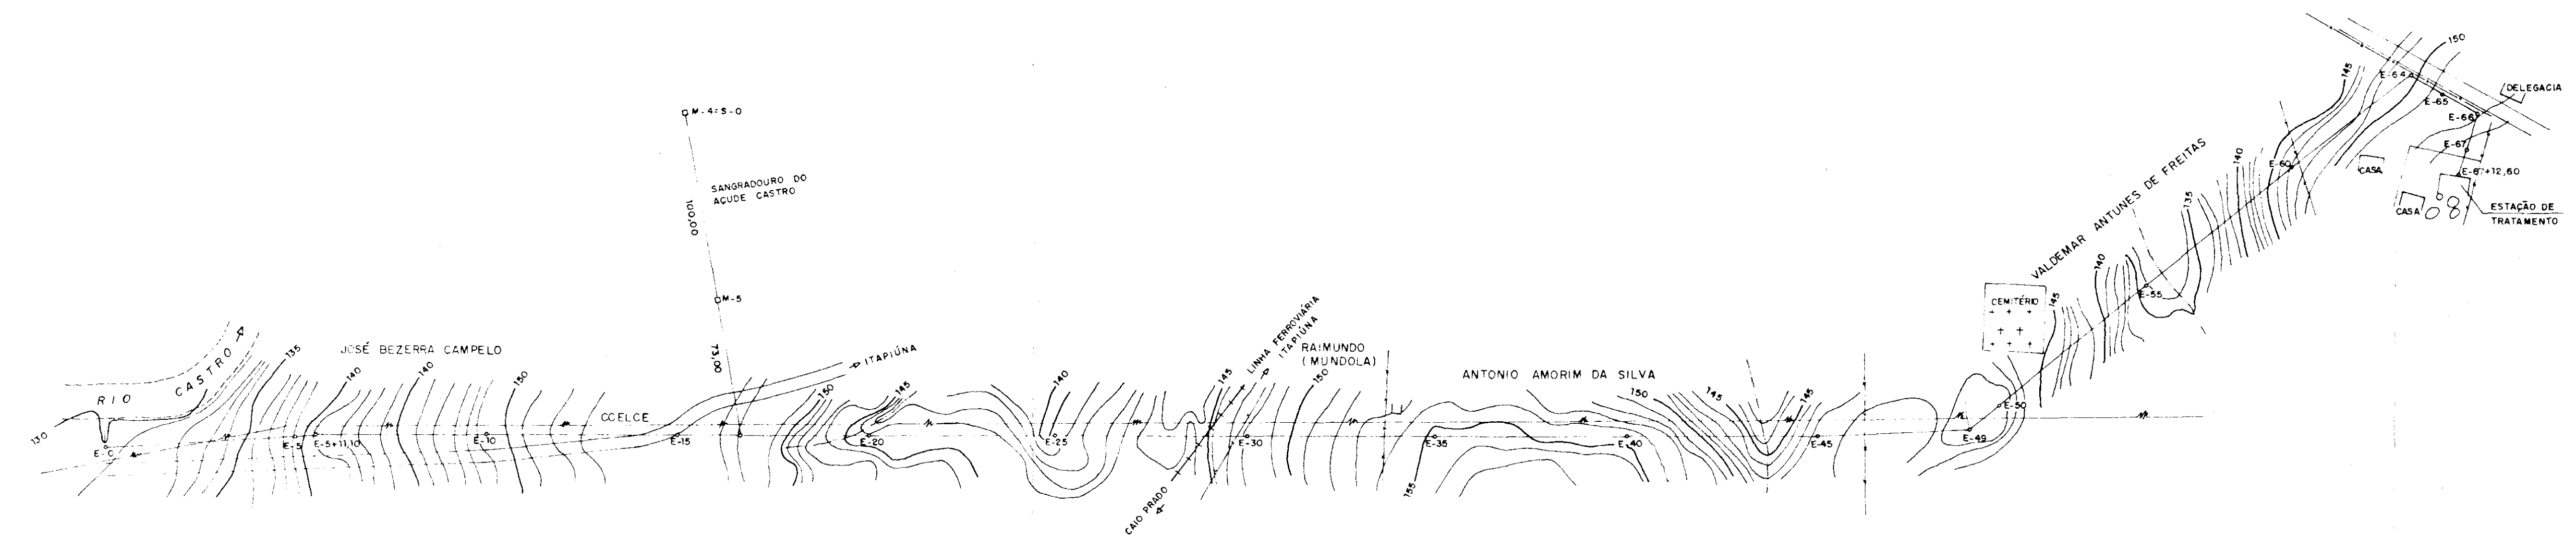 150
145
E-64
E-65
DELEGACIA
E-66
E-67
E-67+12,60
CASA
CASA
08
ESTAÇÃO DE
TRATAMENTO
M-4=S-0
SANGRADOURO DO
AÇUDE CASTRO
100,00
M-5
73,00
VALDEMAR ANTUNES DE FREITAS
140
E-60
135
140
E-55
CEMITÉRIO
145
RIO CASTRO
135
JOSÉ BEZERRA CAMPELO
140
140
150
ITAPIÚNA
150
145
140
145
LINHA FERROVIÁRIA
ITAPIÚNA
RAIMUNDO
(MUNDOLA)
150
ANTONIO AMORIM DA SILVA
150
145
145
130
E-0
E-5
E-5+11,10
E-10
COELCE
E-15
E-20
E-25
E-30
E-35
E-40
E-45
E-49
E-50
155
CAIO PRADO